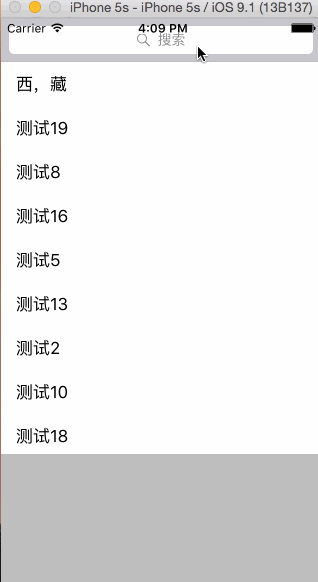 iPhone 5s - iPhone 5s / iOS 9.1 (13B137)
Carrier 4:09 PM
搜索
西，藏
测试19
测试8
测试16
测试5
测试13
测试2
测试10
测试18